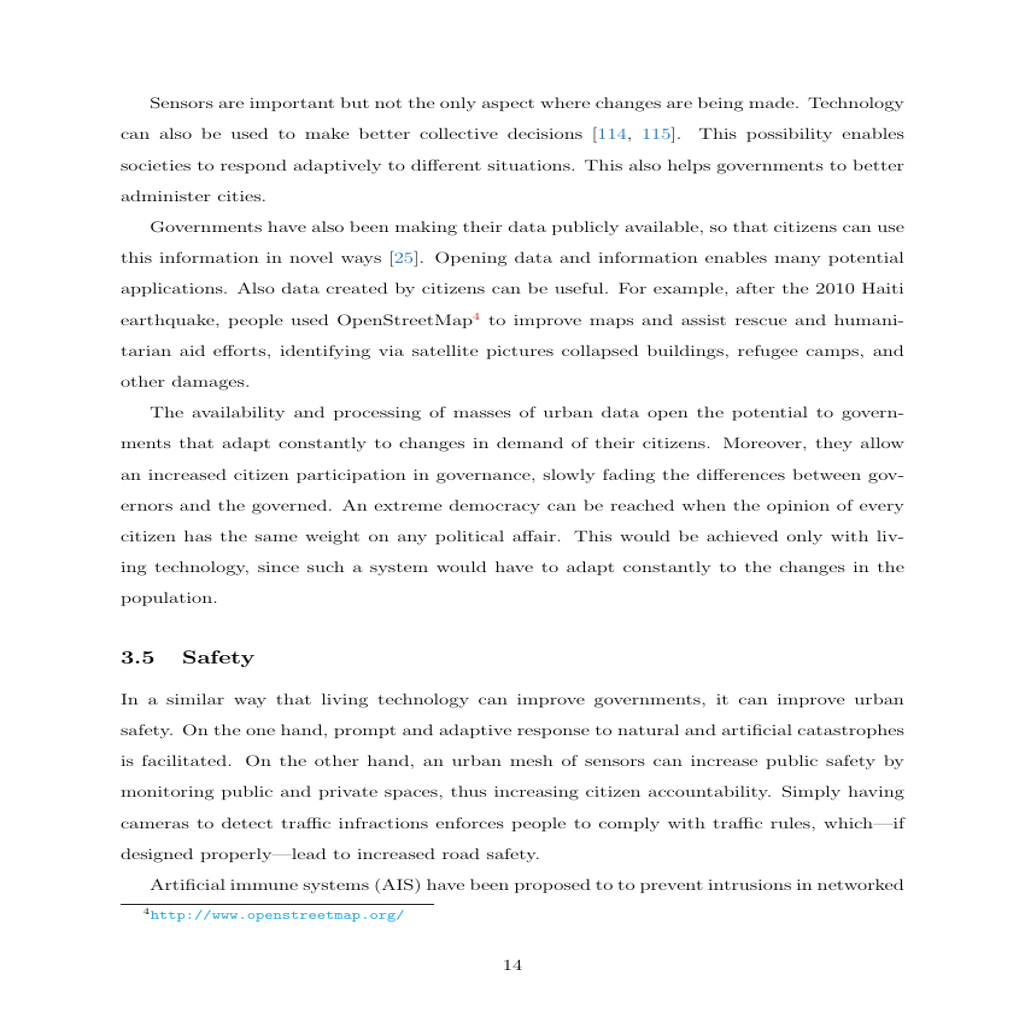 Sensors are important but not the only aspect where changes are being made. Technology
can also be used to make better collective decisions [114, 115]. This possibility enables
societies to respond adaptively to different situations. This also helps governments to better
administer cities.
Governments have also been making their data publicly available, so that citizens can use
this information in novel ways [25]. Opening data and information enables many potential
applications. Also data created by citizens can be useful. For example, after the 2010 Haiti
earthquake, people used OpenStreetMap4 to improve maps and assist rescue and humani-
tarian aid efforts, identifying via satellite pictures collapsed buildings, refugee camps, and
other damages.
The availability and processing of masses of urban data open the potential to govern-
ments that adapt constantly to changes in demand of their citizens. Moreover, they allow
an increased citizen participation in governance, slowly fading the differences between gov-
ernors and the governed. An extreme democracy can be reached when the opinion of every
citizen has the same weight on any political affair. This would be achieved only with liv-
ing technology, since such a system would have to adapt constantly to the changes in the
population.
3.5 Safety
In a similar way that living technology can improve governments, it can improve urban
safety. On the one hand, prompt and adaptive response to natural and artificial catastrophes
is facilitated. On the other hand, an urban mesh of sensors can increase public safety by
monitoring public and private spaces, thus increasing citizen accountability. Simply having
cameras to detect traffic infractions enforces people to comply with traffic rules, which—if
designed properly—lead to increased road safety.
Artificial immune systems (AIS) have been proposed to to prevent intrusions in networked
4http://www.openstreetmap.org/
14